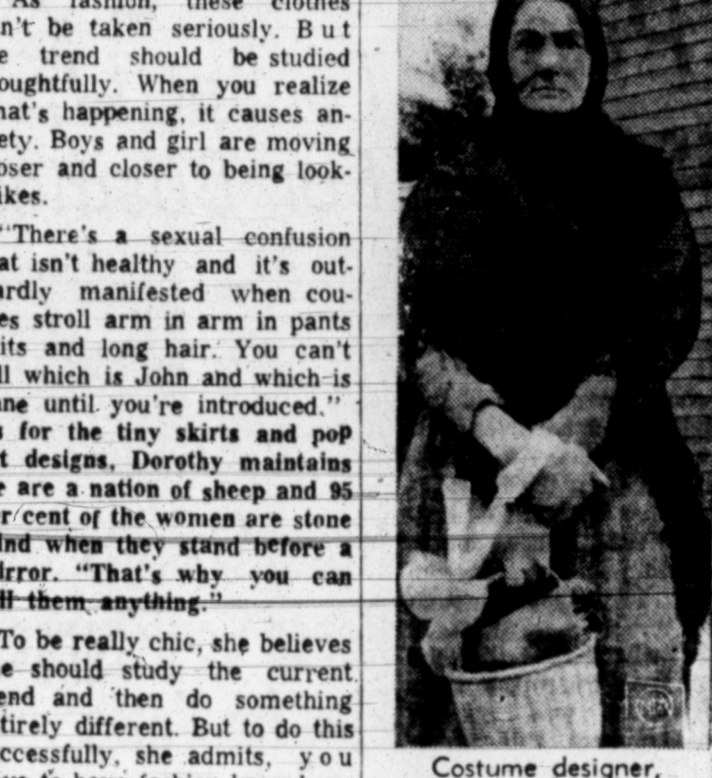 As fashion, these clothes
n't be taken seriously. But
e trend should be studied
oughtfully. When you realize
hat's happening, it causes an-
ety. Boys and girl are moving
oser and closer to being look-
ikes.
"There's a sexual confusion
at isn't healthy and it's out-
ardly manifested when cou-
es stroll arm in arm in pants
its and long hair. You can't
ll which is John and which is
ne until you're introduced."
s for the tiny skirts and pop
t designs, Dorothy maintains
e are a nation of sheep and 95
er cent of the women are stone
ind when they stand before a
irror. "That's why you can
ll them anything."
To be really chic, she believes
e should study the current
end and then do something
tirely different. But to do this
ccessfully, she admits, you
Costume designer,